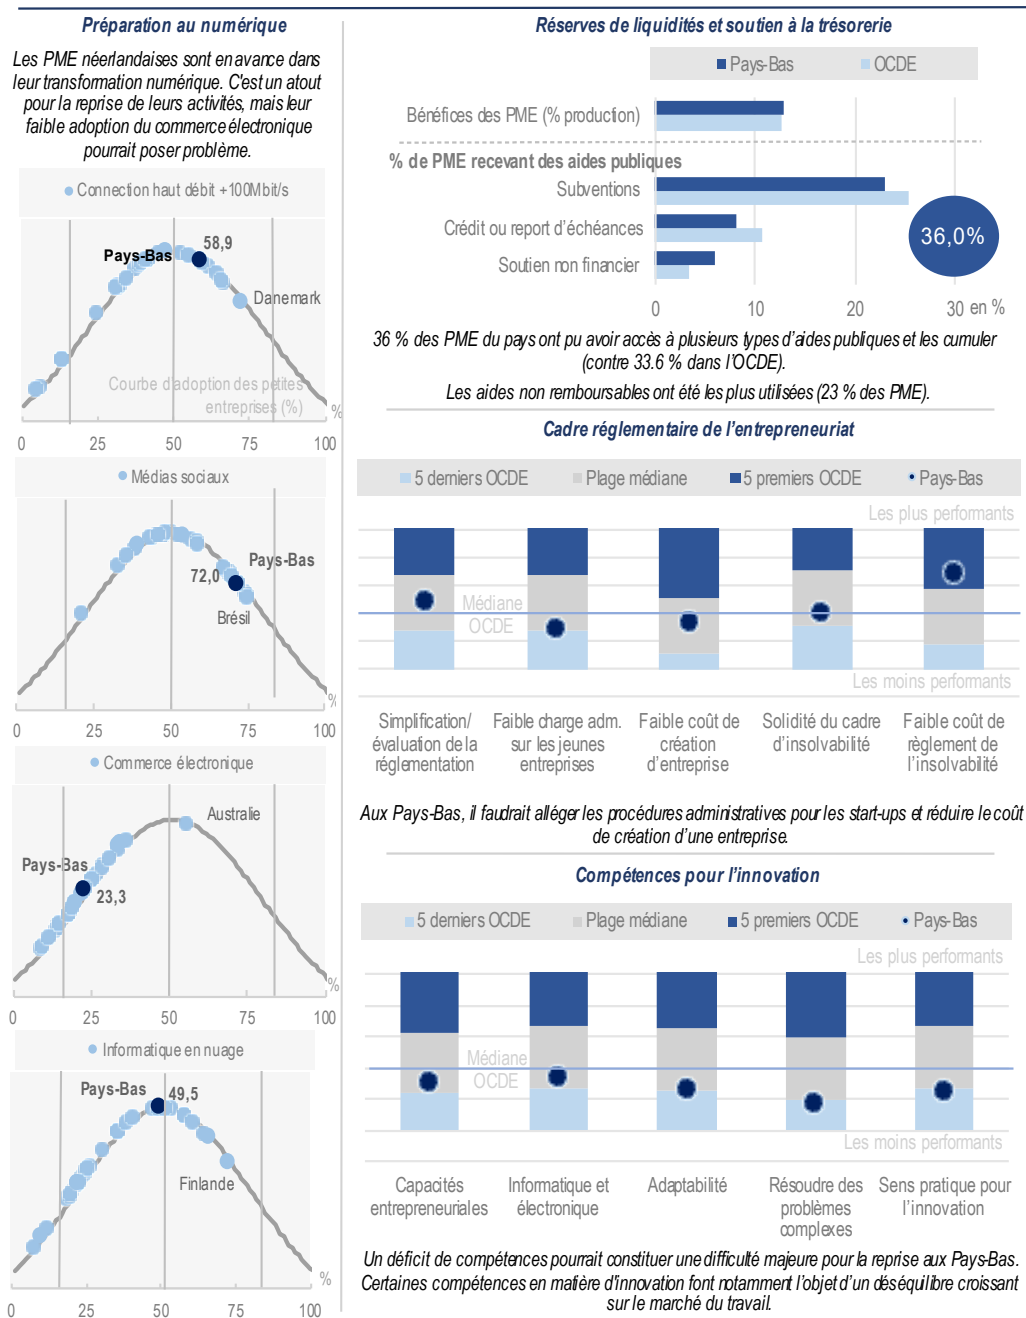 Préparation au numérique
Les PME néerlandaises sont en avance dans
leur transformation numérique. C'est un atout
pour la reprise de leurs activités, mais leur
faible adoption du commerce électronique
pourrait poser problème.
Connection haut débit +100Mbit/s
58,9
Pays-Bas
Danemark
Courbe d'adoption des petites
entreprises (%)
%
0 25 50 75 100
Médias sociaux
Pays-Bas
72,0
Brésil
%
0 25 50 75 100
Commerce électronique
Australie
Pays-Bas
23,3
%
0 25 50 75 100
Informatique en nuage
Pays-Bas
49,5
Finlande
%
0 25 50 75 100
Réserves de liquidités et soutien à la trésorerie
Pays-Bas OCDE
Bénéfices des PME (% production)
% de PME recevant des aides publiques
Subventions
Crédit ou report d'échéances
36,0%
Soutien non financier
0 10 20 30 en %
36 % des PME du pays ont pu avoir accès à plusieurs types d'aides publiques et les cumuler
(contre 33.6 % dans l'OCDE).
Les aides non remboursables ont été les plus utilisées (23 % des PME).
Cadre réglementaire de l'entrepreneuriat
5 derniers OCDE Plage médiane 5 premiers OCDE Pays-Bas
Les plus performants
Médiane
OCDE
Les moins performants
Simplification/ évaluation de la réglementation
Faible charge adm. sur les jeunes entreprises
Faible coût de création d'entreprise
Solidité du cadre d'insolvabilité
Faible coût de règlement de l'insolvabilité
Aux Pays-Bas, il faudrait alléger les procédures administratives pour les start-ups et réduire le coût
de création d'une entreprise.
Compétences pour l'innovation
5 derniers OCDE Plage médiane 5 premiers OCDE Pays-Bas
Les plus performants
Médiane
OCDE
Les moins performants
Capacités entrepreneuriales
Informatique et électronique
Adaptabilité
Résoudre des problèmes complexes
Sens pratique pour l'innovation
Un déficit de compétences pourrait constituer une difficulté majeure pour la reprise aux Pays-Bas.
Certaines compétences en matière d'innovation font notamment l'objet d'un déséquilibre croissant
sur le marché du travail.